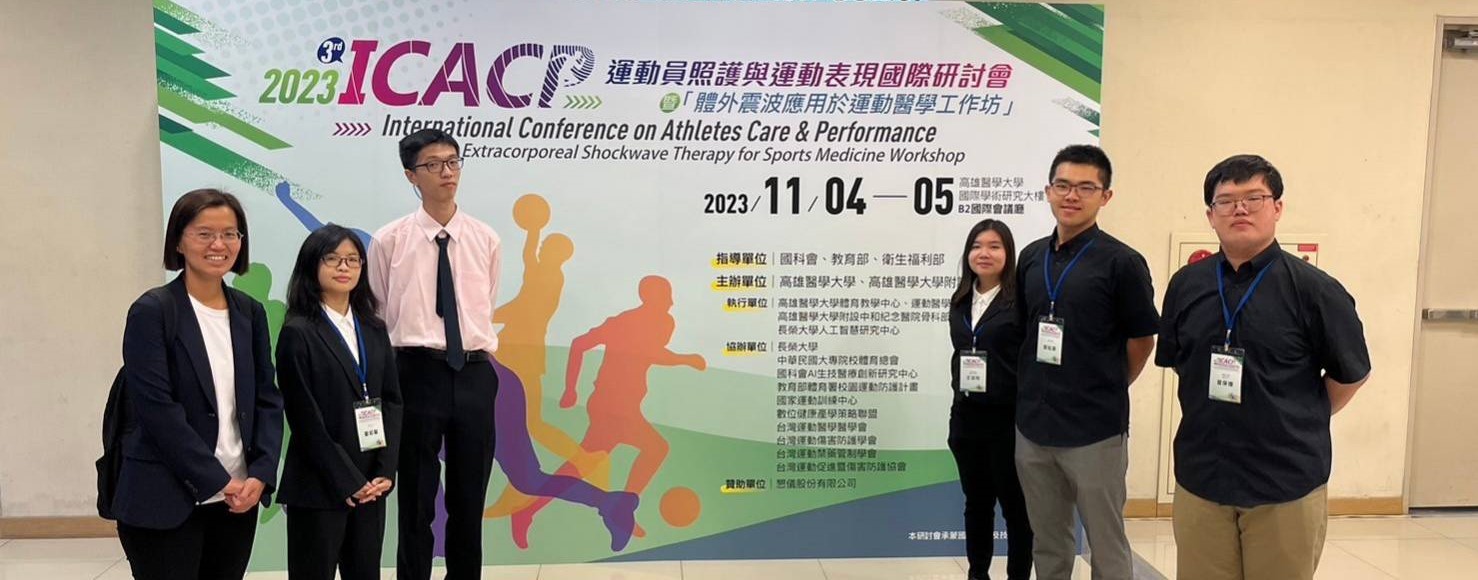 3rd
2023 ICACP 運動員照護與運動表現國際研討會
暨「體外震波應用於運動醫學工作坊」
International Conference on Athletes Care & Performance
Extracorporeal Shockwave Therapy for Sports Medicine Workshop
2023/11/04—05
高雄醫學大學
國際學術研究大樓
B2國際會議廳
指導單位｜國科會、教育部、衛生福利部
主辦單位｜高雄醫學大學、高雄醫學大學附
執行單位｜高雄醫學大學體育教學中心、運動醫學
高雄醫學大學附設中和紀念醫院骨科部
長榮大學人工智慧研究中心
協辦單位｜長榮大學
中華民國大專院校體育總會
國科會AI生技醫療創新研究中心
教育部體育署校園運動防護計畫
國家運動訓練中心
數位健康產學策略聯盟
台灣運動醫學醫學會
台灣運動傷害防護學會
台灣運動禁藥管制學會
台灣運動促進暨傷害防護協會
贊助單位｜懋儀股份有限公司
本研討會承蒙國
ICACP
ICACP
ICACP
ICACP